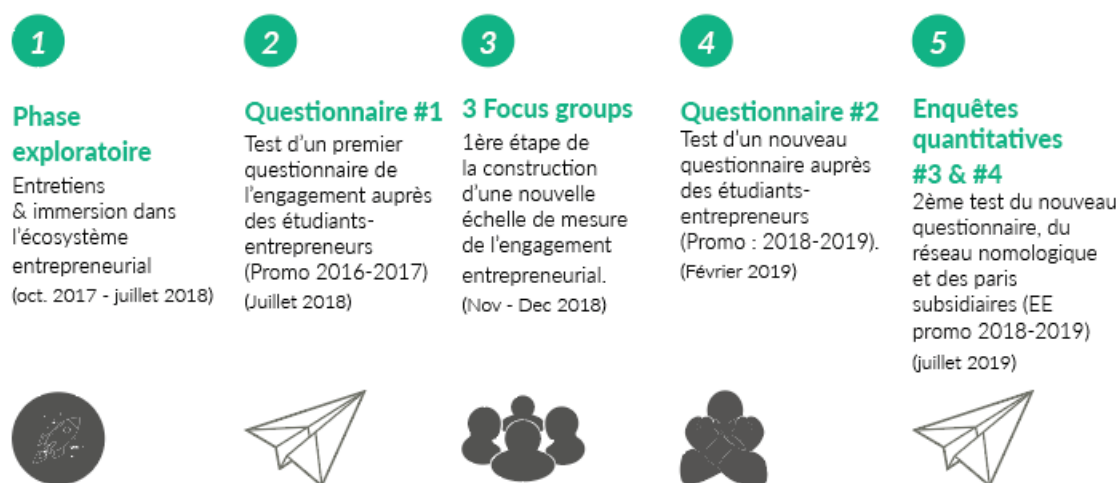 1
Phase
exploratoire
Entretiens
& immersion dans
l'écosystème
entrepreneurial
(oct. 2017 - juillet 2018)
2
Questionnaire #1
Test d'un premier
questionnaire de
l'engagement auprès
des étudiants-
entrepreneurs
(Promo 2016-2017)
(Juillet 2018)
3
3 Focus groups
1ère étape de
la construction
d'une nouvelle
échelle de mesure
de l'engagement
entrepreneurial.
(Nov - Dec 2018)
4
Questionnaire #2
Test d'un nouveau
questionnaire auprès
des étudiants-
entrepreneurs
(Promo : 2018-2019).
(Février 2019)
5
Enquêtes
quantitatives
#3 & #4
2ème test du nouveau
questionnaire, du
réseau nomologique
et des paris
subsidiaires (EE
promo 2018-2019)
(juillet 2019)